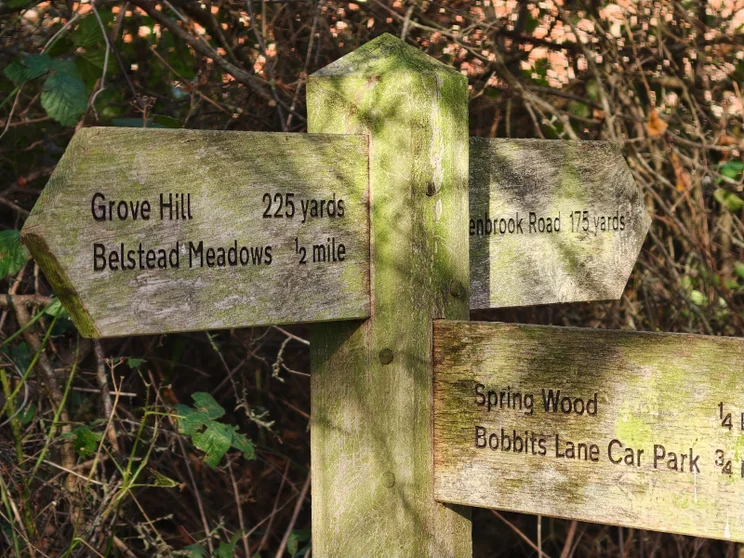 Grove Hill 225 yards
Belstead Meadows ½ mile
enbrook Road 175 yards
Spring Wood ¼
Bobbits Lane Car Park ¾